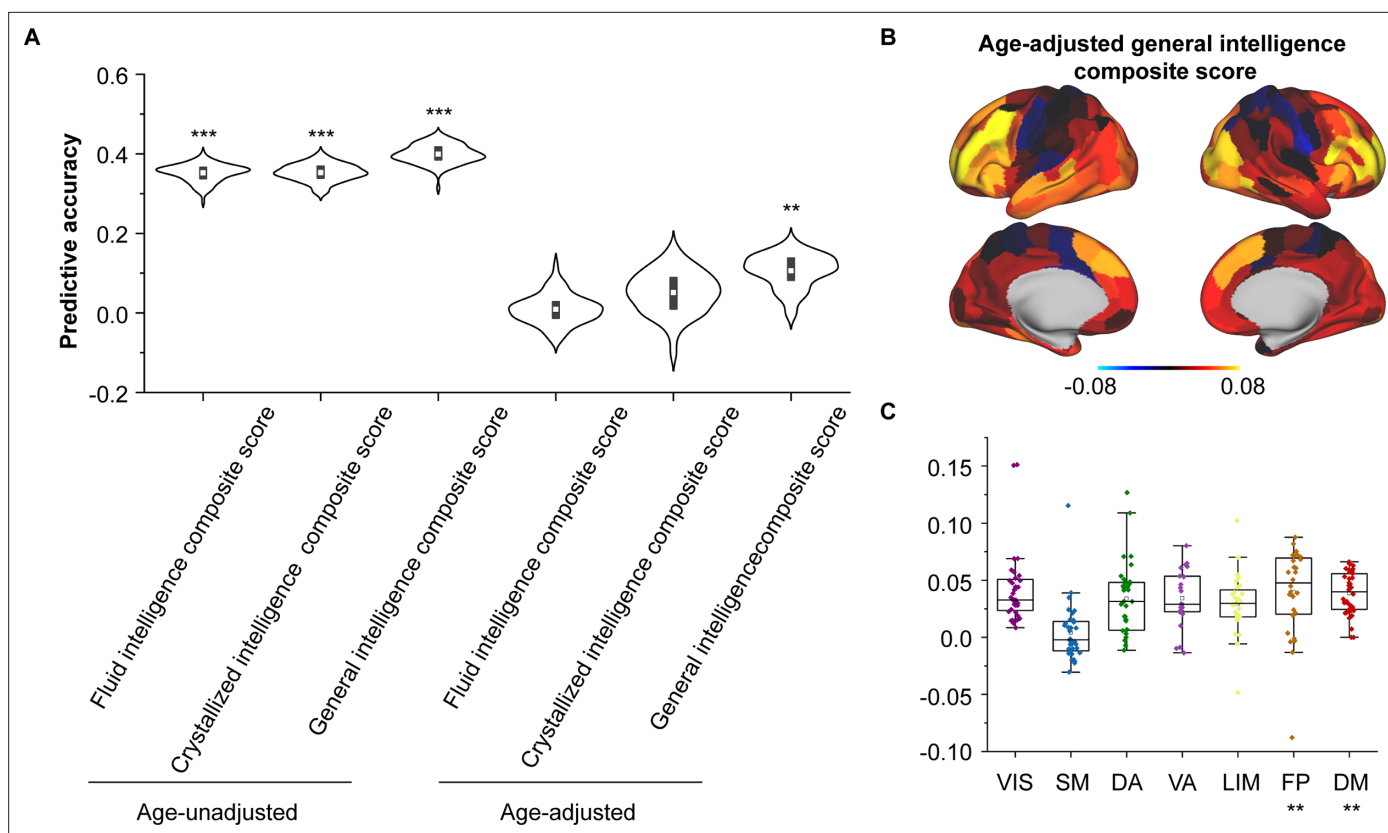 A
Predictive accuracy
0.6
0.4
0.2
0.0
-0.2
***
***
***
**
Fluid intelligence composite score
Crystallized intelligence composite score
General intelligence composite score
Fluid intelligence composite score
Crystallized intelligence composite score
General intelligencecomposite score
Age-unadjusted
Age-adjusted
B
Age-adjusted general intelligence
composite score
-0.08
0.08
C
0.15
0.10
0.05
0.0
-0.05
-0.10
VIS SM DA VA LIM FP DM
** **